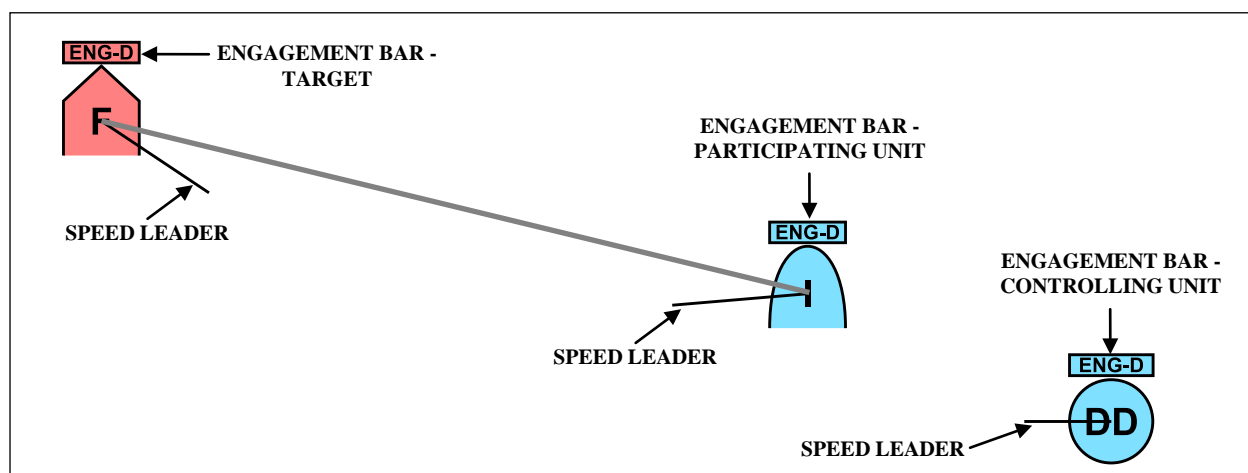 ENG-D
ENGAGEMENT BAR -
TARGET
F
SPEED LEADER
ENGAGEMENT BAR -
PARTICIPATING UNIT
ENG-D
I
SPEED LEADER
ENGAGEMENT BAR -
CONTROLLING UNIT
ENG-D
DD
SPEED LEADER